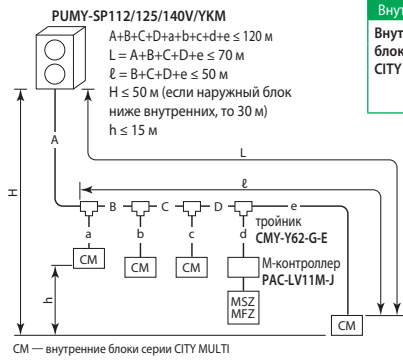 PUMY-SP112/125/140V/YKM
A+B+C+D+a+b+c+d+e ≤ 120 м
L = A+B+C+D+e ≤ 70 м
ℓ = B+C+D+e ≤ 50 м
H ≤ 50 м (если наружный блок
ниже внутренних, то 30 м)
h ≤ 15 м
Внут
Внут
блок
CITY
A
L
H
ℓ
B
C
D
e
a
b
c
d
тройник
CMY-Y62-G-E
CM
CM
CM
М-контроллер
PAC-LV11M-J
h
MSZ
MFZ
CM
CM — внутренние блоки серии CITY MULTI